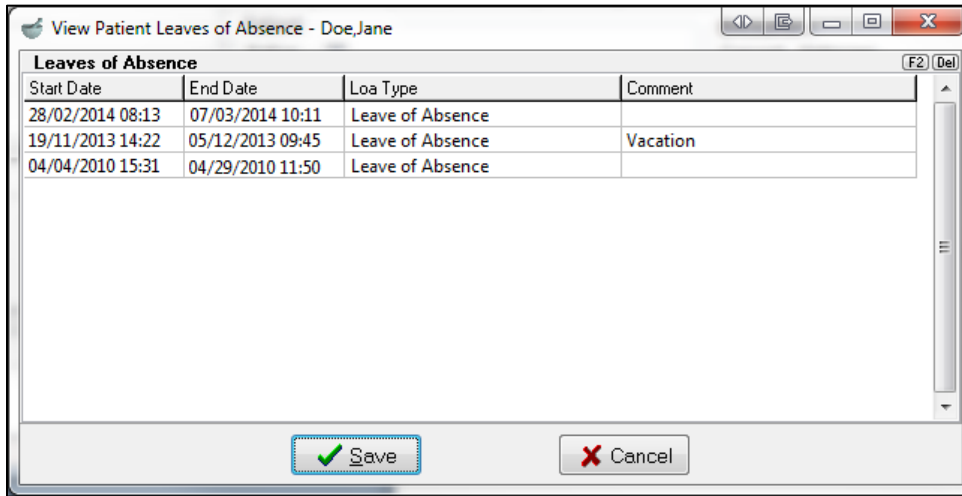 View Patient Leaves of Absence - Doe,Jane
Leaves of Absence F2 Del
Start Date End Date Loa Type Comment
28/02/2014 08:13 07/03/2014 10:11 Leave of Absence
19/11/2013 14:22 05/12/2013 09:45 Leave of Absence Vacation
04/04/2010 15:31 04/29/2010 11:50 Leave of Absence
Save Cancel